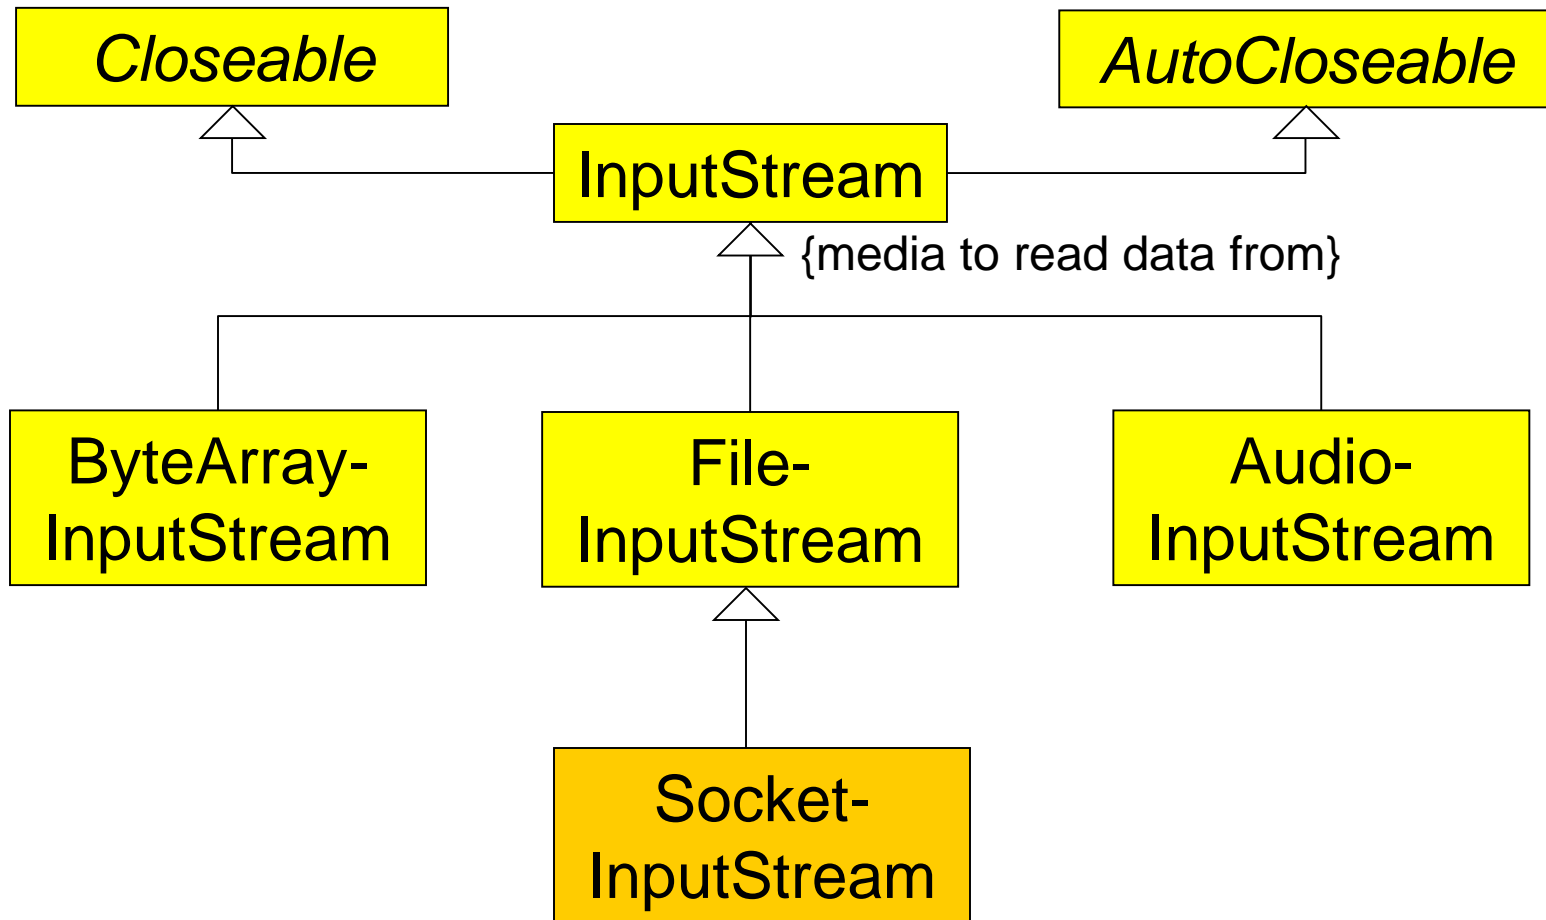 Closeable
AutoCloseable
InputStream
{media to read data from}
ByteArray-
InputStream
File-
InputStream
Audio-
InputStream
Socket-
InputStream